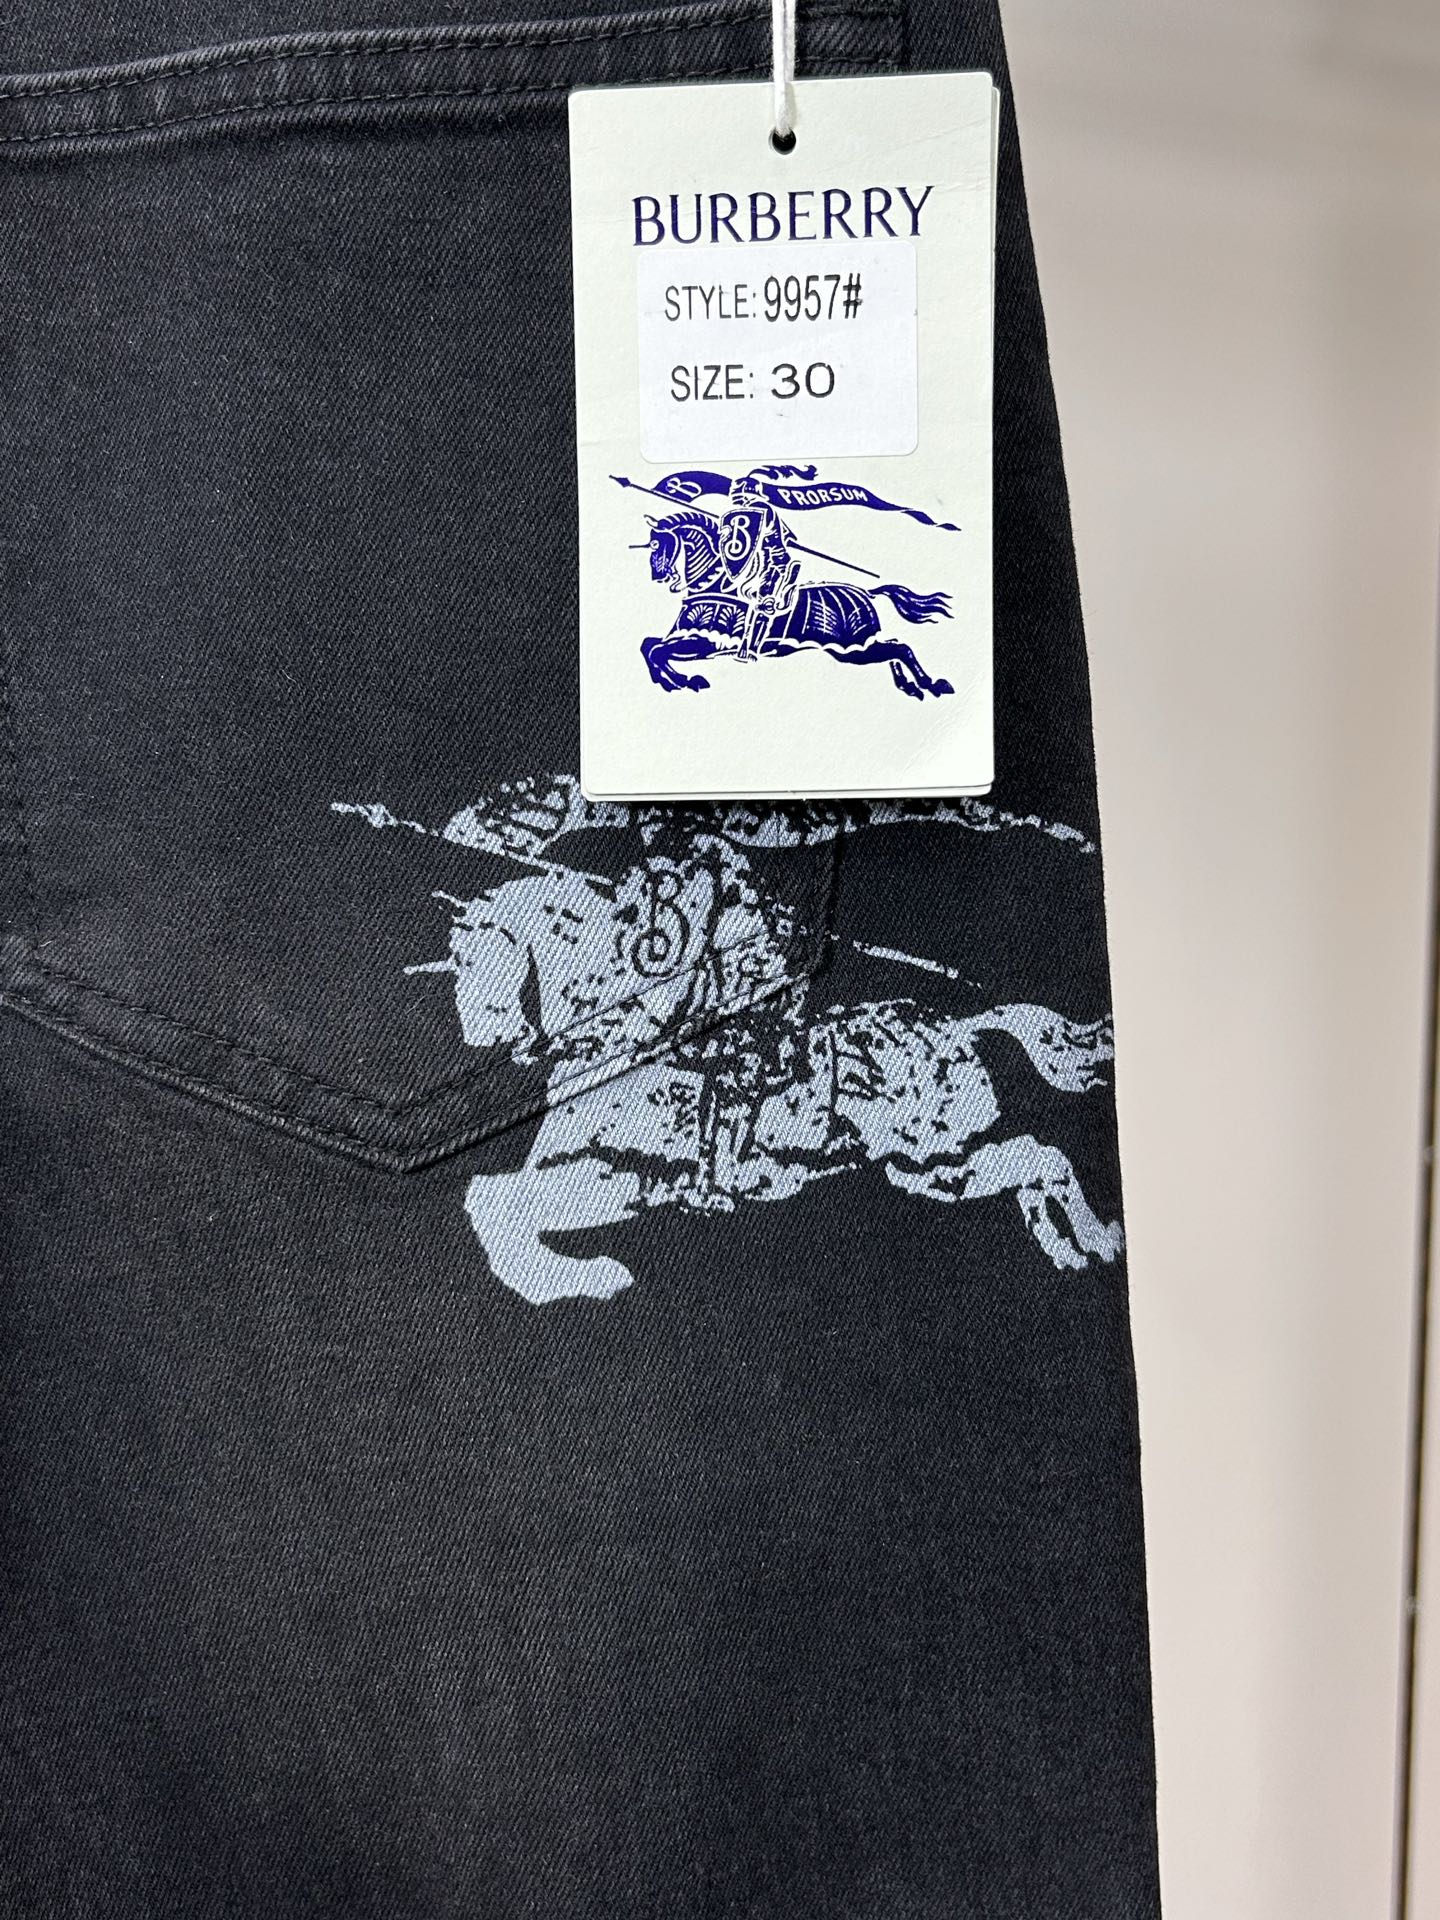 BURBERRY
STYLE: 9957#
SIZE: 30
B PRORSUM
B
B